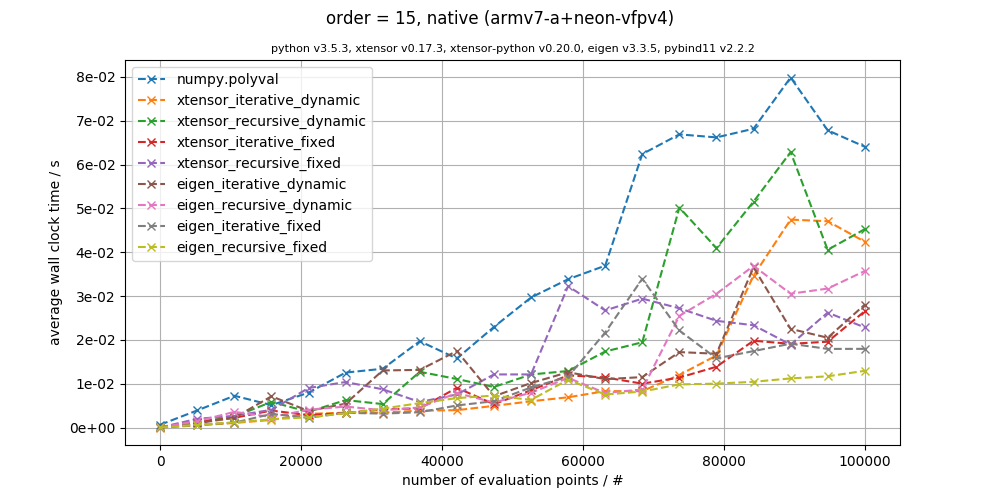 order = 15, native (armv7-a+neon-vfpv4)
python v3.5.3, xtensor v0.17.3, xtensor-python v0.20.0, eigen v3.3.5, pybind11 v2.2.2
8e-02
7e-02
6e-02
5e-02
4e-02
3e-02
2e-02
1e-02
0e+00
average wall clock time / s
numpy.polyval
xtensor_iterative_dynamic
xtensor_recursive_dynamic
xtensor_iterative_fixed
xtensor_recursive_fixed
eigen_iterative_dynamic
eigen_recursive_dynamic
eigen_iterative_fixed
eigen_recursive_fixed
0 20000 40000 60000 80000 100000
number of evaluation points / #